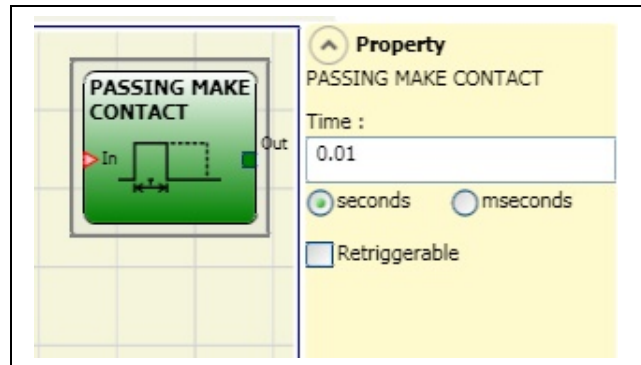 PASSING MAKE
CONTACT
In
Out
T
Property
PASSING MAKE CONTACT
Time :
0.01
seconds
mseconds
Retriggerable